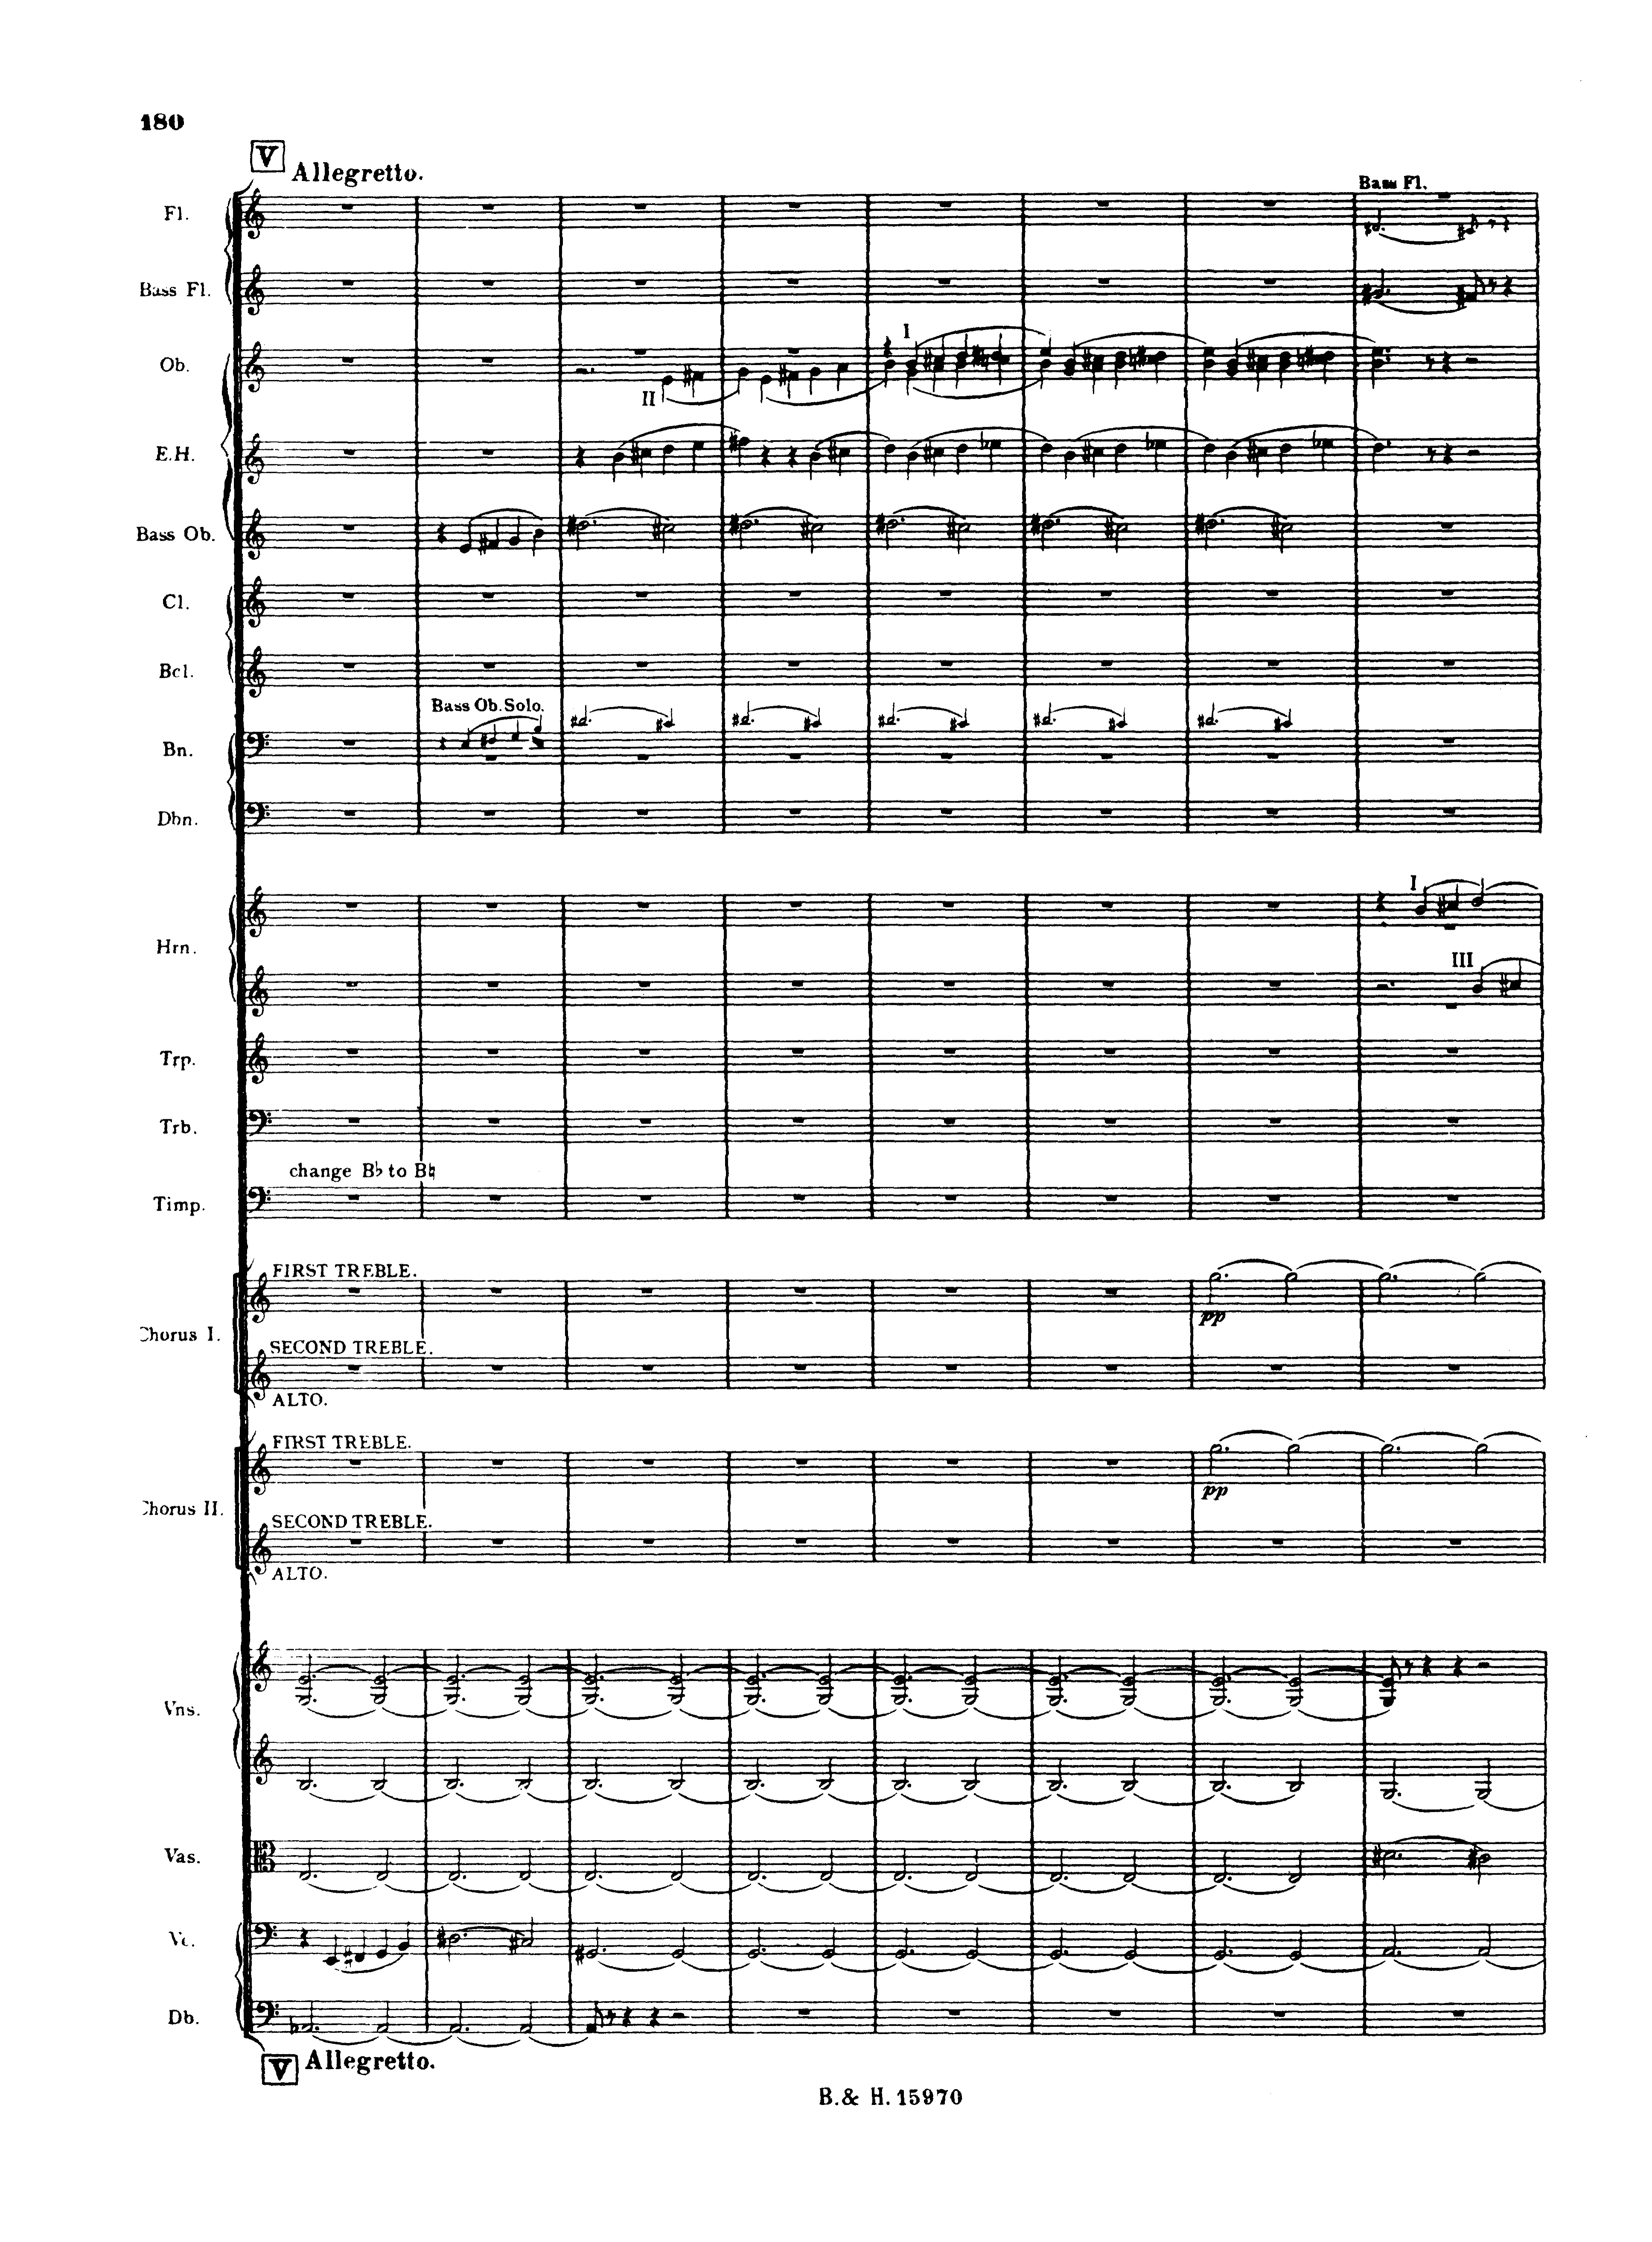 180
V Allegretto.
Bass Fl.
Fl.
Bass Fl.
I
Ob.
II
E.H.
Bass Ob.
Cl.
Bcl.
Bass Ob. Solo.
Bn.
Dbn.
I
Hrn.
III
Trp.
Trb.
change B♭ to B♮
Timp.
FIRST TREBLE.
pp
Chorus I.
SECOND TREBLE.
ALTO.
FIRST TREBLE.
pp
Chorus II.
SECOND TREBLE.
ALTO.
Vns.
Vas.
Vc.
Db.
V Allegretto.
B. & H. 15970